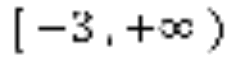 [ -3 , +∞ )